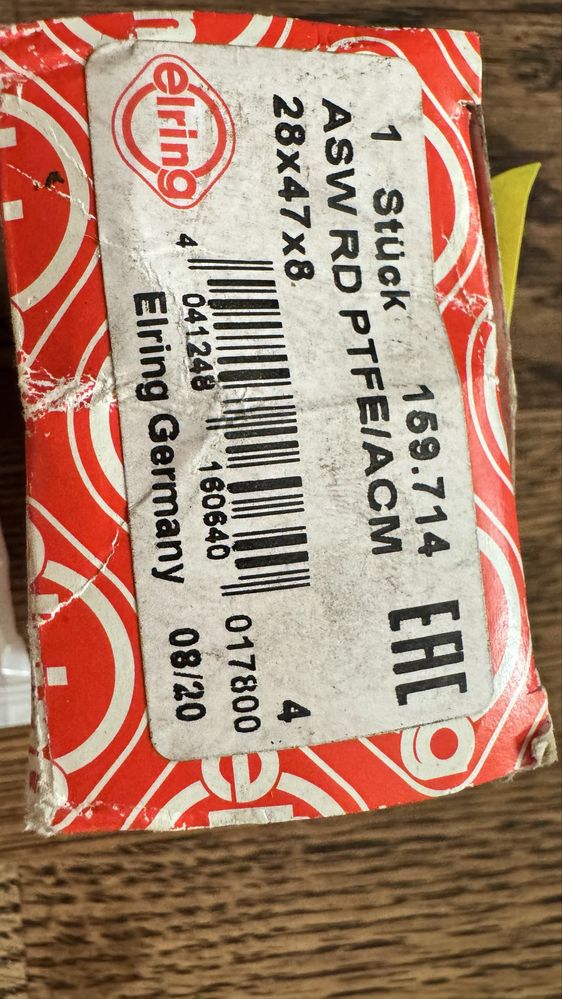 elring
1 Stück 159.714
ASW RD PTFE/ACM
28x47x8
EAC
4 041248 160640
4
017800
Elring Germany 08/20